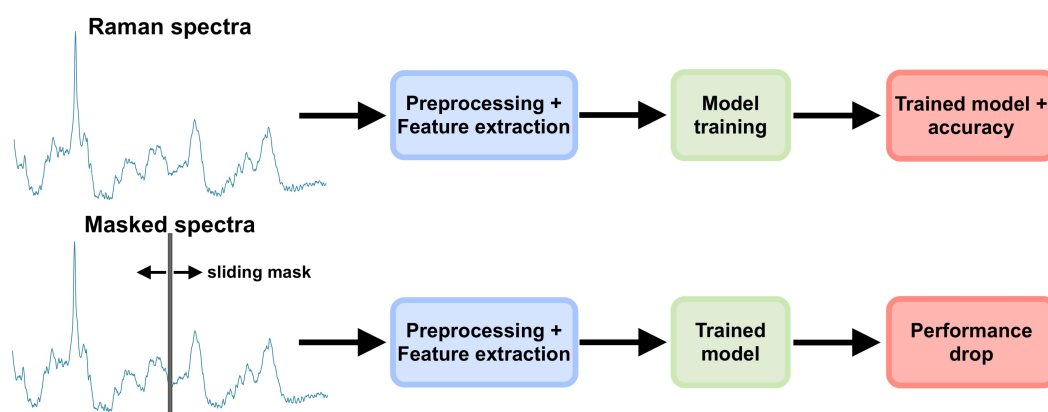 Raman spectra
Preprocessing +
Feature extraction
Model
training
Trained model +
accuracy
Masked spectra
sliding mask
Preprocessing +
Feature extraction
Trained
model
Performance
drop